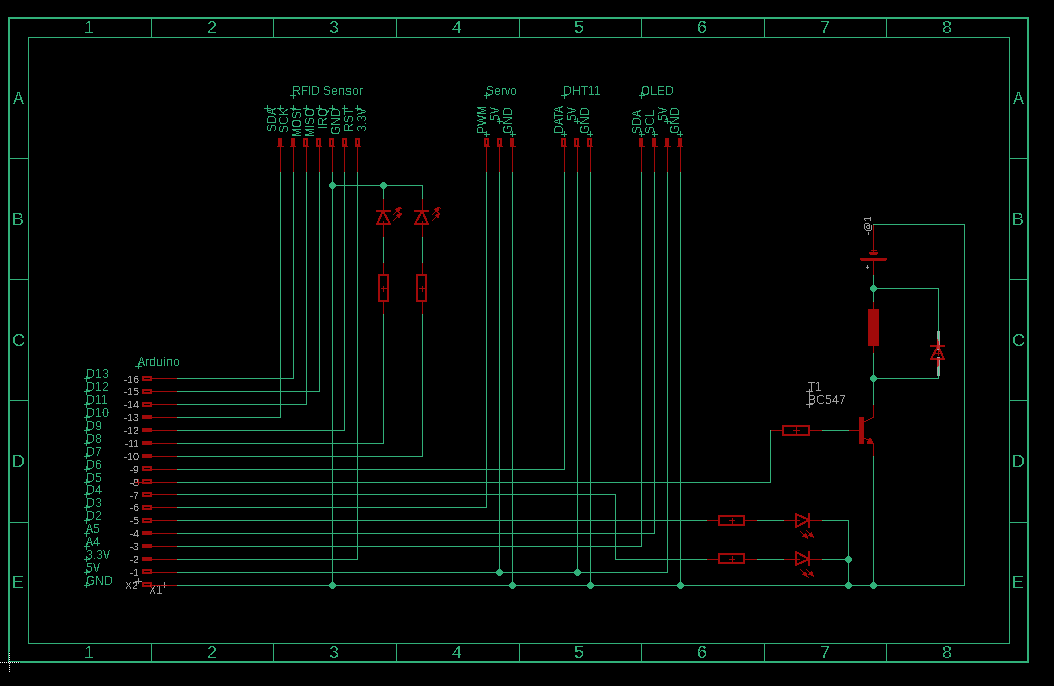 1 2 3 4 5 6 7 8
A A
RFID Sensor Servo DHT11 OLED
SDA SCK MOSI MISO IRQ GND RST 3.3V
PWM 5V GND
DATA 5V GND
SDA SCL 5V GND
B B
-@1
C C
Arduino
D13 -16
D12 -15
D11 -14
D10 -13
D9 -12
D8 -11
D7 -10
D6 -9
D5 -8
D4 -7
D3 -6
D2 -5
A5 -4
A4 -3
3.3V -2
5V -1
GND X2 X1
T1
BC547
D D
E E
1 2 3 4 5 6 7 8